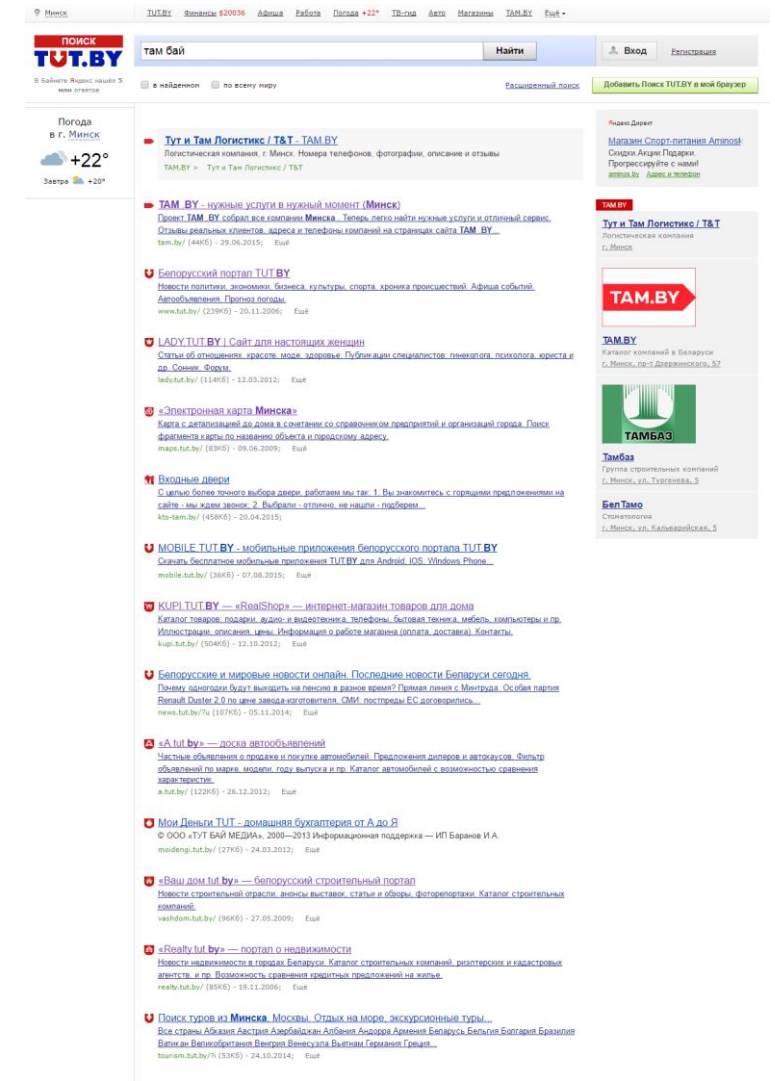 Минск
TUT.BY Финансы $20036 Афиша Работа Погода +22° ТВ-гид Авто Магазины TAM.BY Ещё
ПОИСК
TUT.BY
там бай
Найти
Вход
Регистрация
В Байнете Яндекс нашёл 5 млн ответов
в найденном
по всему миру
Расширенный поиск
Добавить Поиск TUT.BY в мой браузер
Погода
в г. Минск
+22°
Завтра +20°
Тут и Там Логистикс / T&T - TAM.BY
Логистическая компания, г. Минск. Номера телефонов, фотографии, описание и отзывы
TAM.BY > Тут и Там Логистикс / T&T
TAM .BY - нужные услуги в нужный момент (Минск)
Проект TAM .BY собрал все компании Минска . Теперь легко найти нужные услуги и отличный сервис.
Отзывы реальных клиентов, адреса и телефоны компаний на страницах сайта TAM .BY...
tam.by/ (44Кб) - 29.06.2015; Ещё
Белорусский портал TUT.BY
Новости политики, экономики, бизнеса, культуры, спорта, хроника происшествий. Афиша событий.
Автообъявления. Прогноз погоды.
www.tut.by/ (239Кб) - 20.11.2006; Ещё
LADY.TUT.BY | Сайт для настоящих женщин
Статьи об отношениях, красоте, моде, здоровье. Публикации специалистов: гинеколога, психолога, юриста и
др. Сонник. Форум.
lady.tut.by/ (114Кб) - 12.03.2012; Ещё
«Электронная карта Минска»
Карта с детализацией до дома в сочетании со справочником предприятий и организаций города. Поиск
фрагмента карты по названию объекта и городскому адресу.
maps.tut.by/ (83Кб) - 09.06.2009; Ещё
Входные двери
С целью более точного выбора двери, работаем мы так: 1. Вы знакомитесь с горящими предложениями на
сайте - мы ждем звонок; 2. Выбрали - отлично, не нашли - подберем...
kto-tam.by/ (458Кб) - 20.04.2015;
MOBILE.TUT.BY - мобильные приложения белорусского портала TUT.BY
Скачать бесплатное мобильные приложения TUT.BY для Android, iOS, Windows Phone...
mobile.tut.by/ (36Кб) - 07.08.2015; Ещё
KUPI.TUT.BY — «RealShop» — интернет-магазин товаров для дома
Каталог товаров: подарки, аудио- и видеотехника, телефоны, бытовая техника, мебель, компьютеры и пр.
Иллюстрации, описания, цены. Информация о работе магазина (оплата, доставка). Контакты.
kupi.tut.by/ (504Кб) - 12.10.2012; Ещё
Белорусские и мировые новости онлайн. Последние новости Беларуси сегодня.
Почему одногодки будут выходить на пенсию в разное время? Прямая линия с Минтруда. Особая партия
Renault Duster 2.0 по цене завода-изготовителя. СМИ: постпреды ЕС договорились...
news.tut.by/?u (107Кб) - 05.11.2014; Ещё
«A.tut.by» — доска автообъявлений
Частные объявления о продаже и покупке автомобилей. Предложения дилеров и автохаусов. Фильтр
объявлений по марке, модели, году выпуска и пр. Каталог автомобилей с возможностью сравнения
характеристик.
a.tut.by/ (122Кб) - 26.12.2012; Ещё
Мои Деньги TUT - домашняя бухгалтерия от А до Я
© ООО «ТУТ БАЙ МЕДИА», 2000—2013 Информационная поддержка — ИП Баранов И.А.
moidengi.tut.by/ (27Кб) - 24.03.2012; Ещё
«Ваш дом.tut.by» — белорусский строительный портал
Новости строительной отрасли, анонсы выставок, статьи и обзоры, фоторепортажи. Каталог строительных
компаний.
vashdom.tut.by/ (96Кб) - 27.05.2009; Ещё
«Realty.tut.by» — портал о недвижимости
Новости недвижимости в городах Беларуси. Каталог строительных компаний, риэлтерских и кадастровых
агентств, и пр. Возможность сравнения кредитных предложений на жилье.
realty.tut.by/ (85Кб) - 19.11.2006; Ещё
Поиск туров из Минска, Москвы. Отдых на море, экскурсионные туры...
Все страны Абхазия Австрия Азербайджан Албания Андорра Армения Беларусь Бельгия Болгария Бразилия
Ватикан Великобритания Венгрия Венесуэла Вьетнам Германия Греция...
(53Кб) - 24.10.2014; Ещё
Яндекс.Директ
Магазин Спорт-питания
Скидки.Акции.Подарки.
Прогрессируйте с нами!
aminos.by Адрес и телефон
TAM.BY
Тут и Там Логистикс / T&T
Логистическая компания
г. Минск
TAM.BY
TAM.BY
Каталог компаний в Беларуси
г. Минск, пр-т Дзержинского, 57
ТАМБАЗ
Тамбаз
Группа строительных компаний
г. Минск, ул. Тургенева, 5
БелТамо
Стоматология
г. Минск, ул. Кальварийская, 5